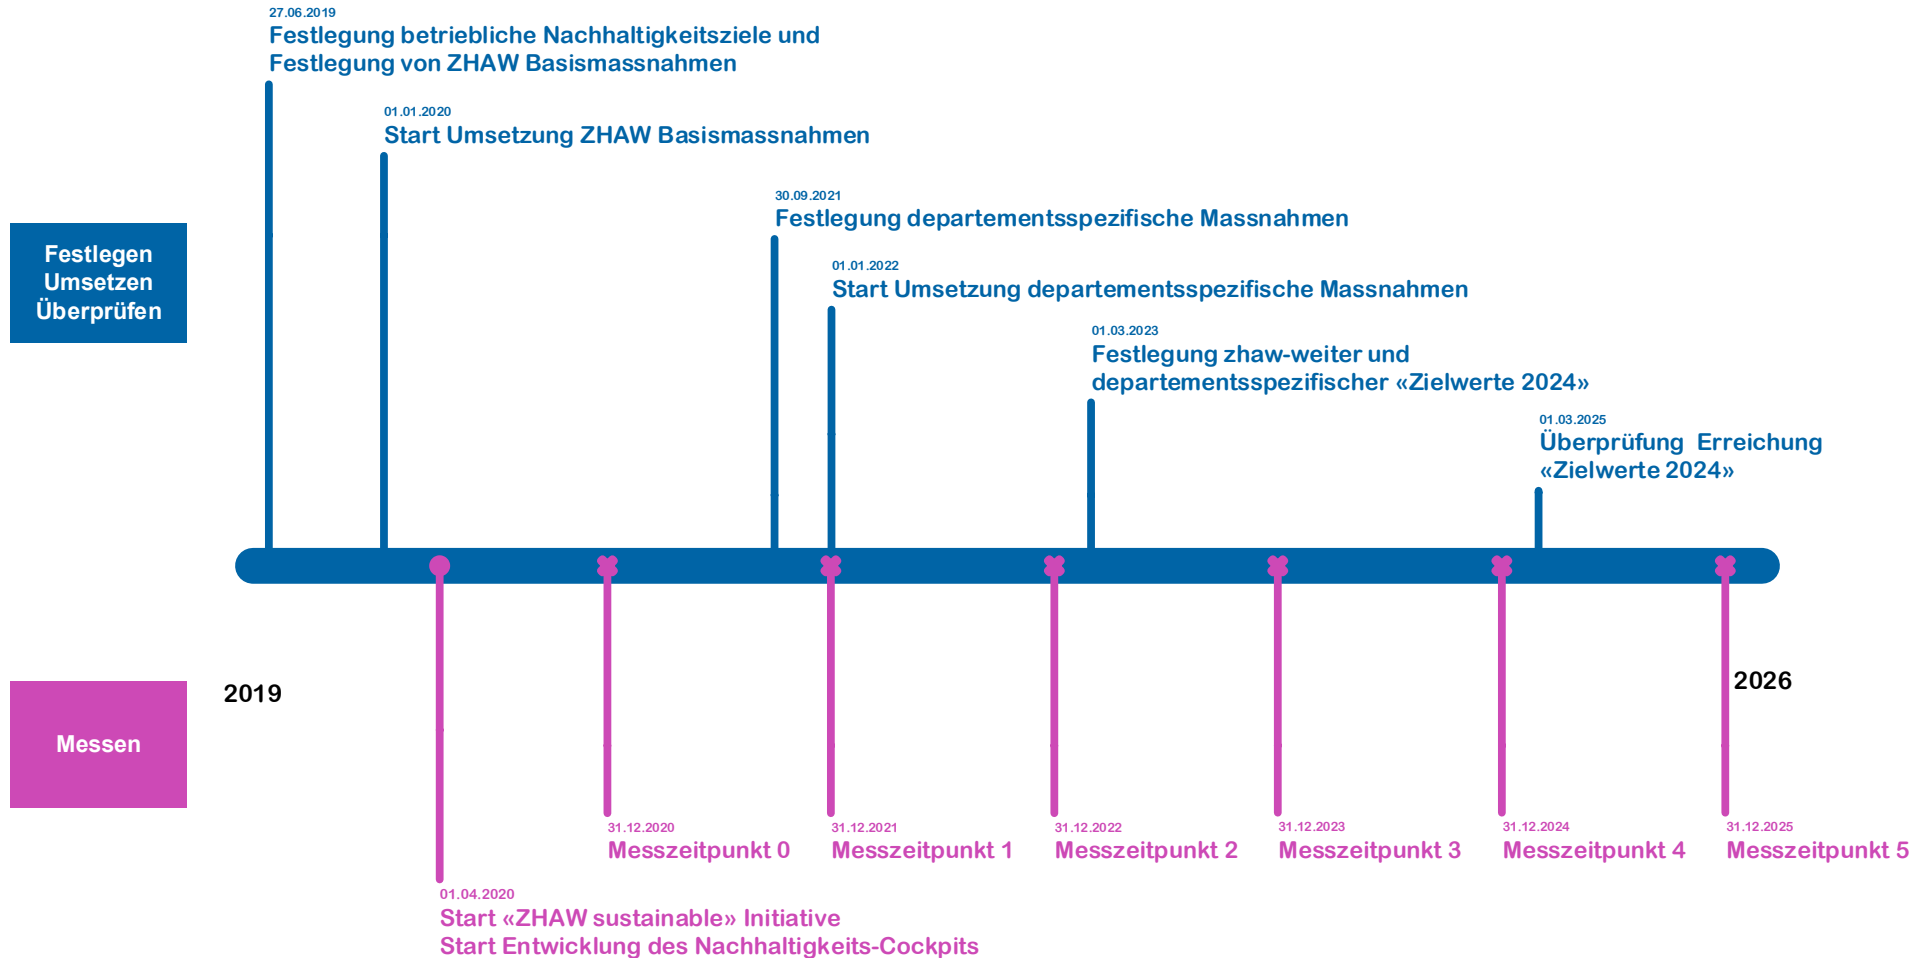 27.06.2019
Festlegung betriebliche Nachhaltigkeitsziele und
Festlegung von ZHAW Basismassnahmen
01.01.2020
Start Umsetzung ZHAW Basismassnahmen
30.09.2021
Festlegung departementsspezifische Massnahmen
01.01.2022
Start Umsetzung departementsspezifische Massnahmen
01.03.2023
Festlegung zhaw-weiter und
departementsspezifischer «Zielwerte 2024»
01.03.2025
Überprüfung Erreichung
«Zielwerte 2024»
Festlegen
Umsetzen
Überprüfen
2019
2026
Messen
31.12.2020
Messzeitpunkt 0
31.12.2021
Messzeitpunkt 1
31.12.2022
Messzeitpunkt 2
31.12.2023
Messzeitpunkt 3
31.12.2024
Messzeitpunkt 4
31.12.2025
Messzeitpunkt 5
01.04.2020
Start «ZHAW sustainable» Initiative
Start Entwicklung des Nachhaltigkeits-Cockpits